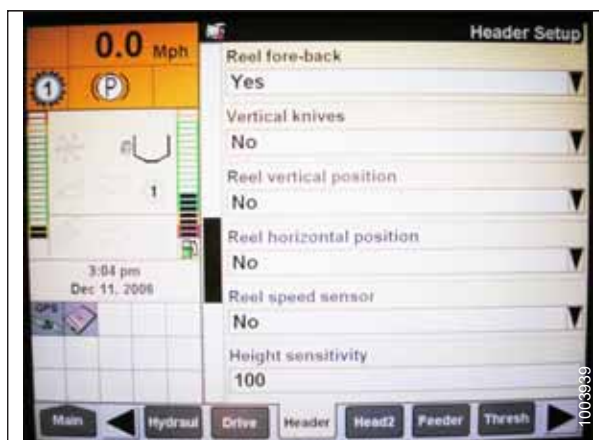 0.0 Mph
Header Setup
1
P
1
3:04 pm
Dec 11, 2006
GPS
Reel fore-back
Yes
Vertical knives
No
Reel vertical position
No
Reel horizontal position
No
Reel speed sensor
No
Height sensitivity
100
Main
Hydraul
Drive
Header
Head2
Feeder
Thresh
1003939